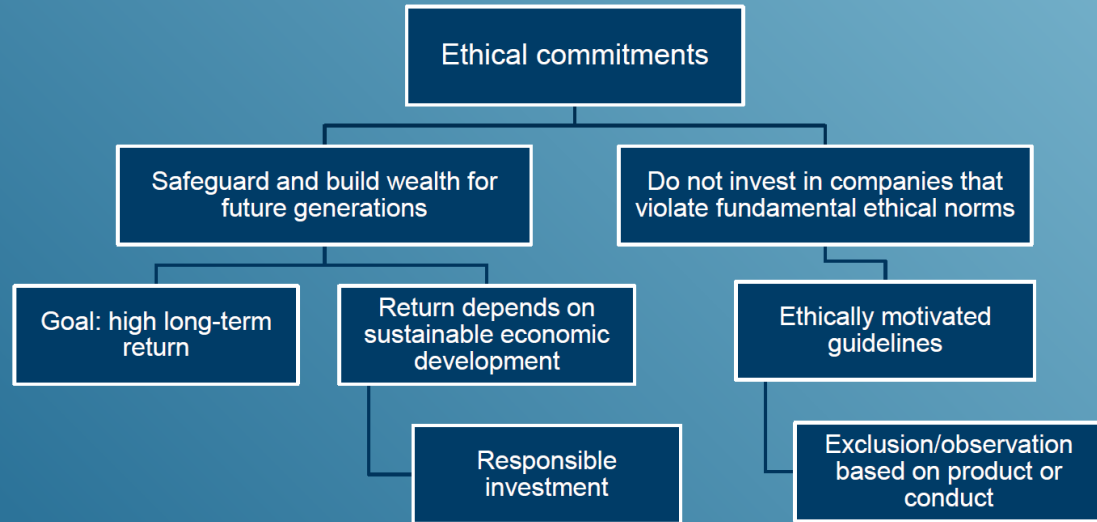 Ethical commitments
Safeguard and build wealth for
future generations
Do not invest in companies that
violate fundamental ethical norms
Goal: high long-term
return
Return depends on
sustainable economic
development
Ethically motivated
guidelines
Responsible
investment
Exclusion/observation
based on product or
conduct